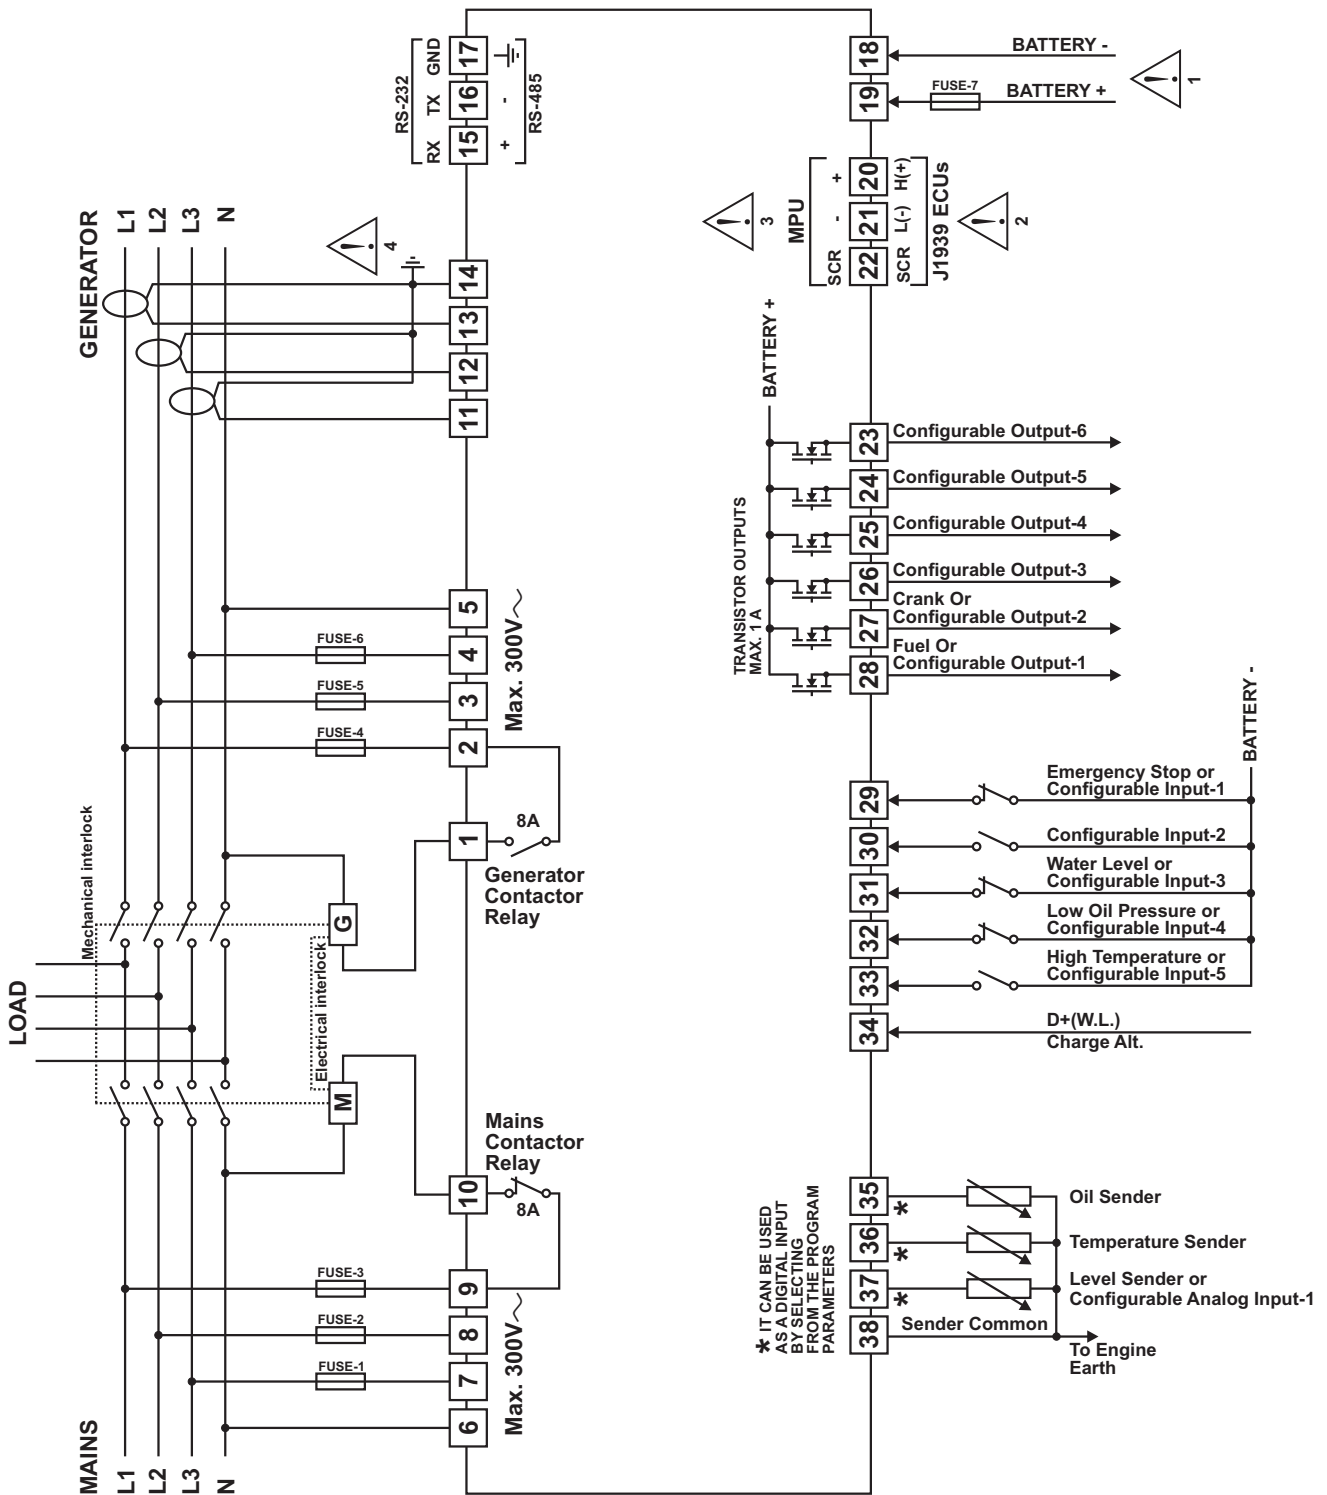 GENERATOR
L1
L2
L3
N
4
RS-232
RX
TX
GND
15
16
17
+
-
RS-485
14
13
12
11
5
4
3
2
1
FUSE-6
FUSE-5
FUSE-4
Max. 300V
8A
Generator
Contactor
Relay
Mechanical interlock
Electrical interlock
G
M
LOAD
Mains
Contactor
Relay
8A
10
9
8
7
6
FUSE-3
FUSE-2
FUSE-1
Max. 300V
MAINS
L1
L2
L3
N
18
BATTERY -
19
FUSE-7
BATTERY +
1
3
MPU
SCR
-
+
22
21
20
SCR
L(-)
H(+)
J1939 ECUs
2
BATTERY +
TRANSISTOR OUTPUTS
MAX. 1 A
23
Configurable Output-6
24
Configurable Output-5
25
Configurable Output-4
26
Configurable Output-3
27
Crank Or
Configurable Output-2
28
Fuel Or
Configurable Output-1
BATTERY -
29
Emergency Stop or
Configurable Input-1
30
Configurable Input-2
31
Water Level or
Configurable Input-3
32
Low Oil Pressure or
Configurable Input-4
33
High Temperature or
Configurable Input-5
34
D+(W.L.)
Charge Alt.
* IT CAN BE USED
AS A DIGITAL INPUT
BY SELECTING
FROM THE PROGRAM
PARAMETERS
35
*
Oil Sender
36
*
Temperature Sender
37
*
Level Sender or
Configurable Analog Input-1
38
Sender Common
To Engine
Earth